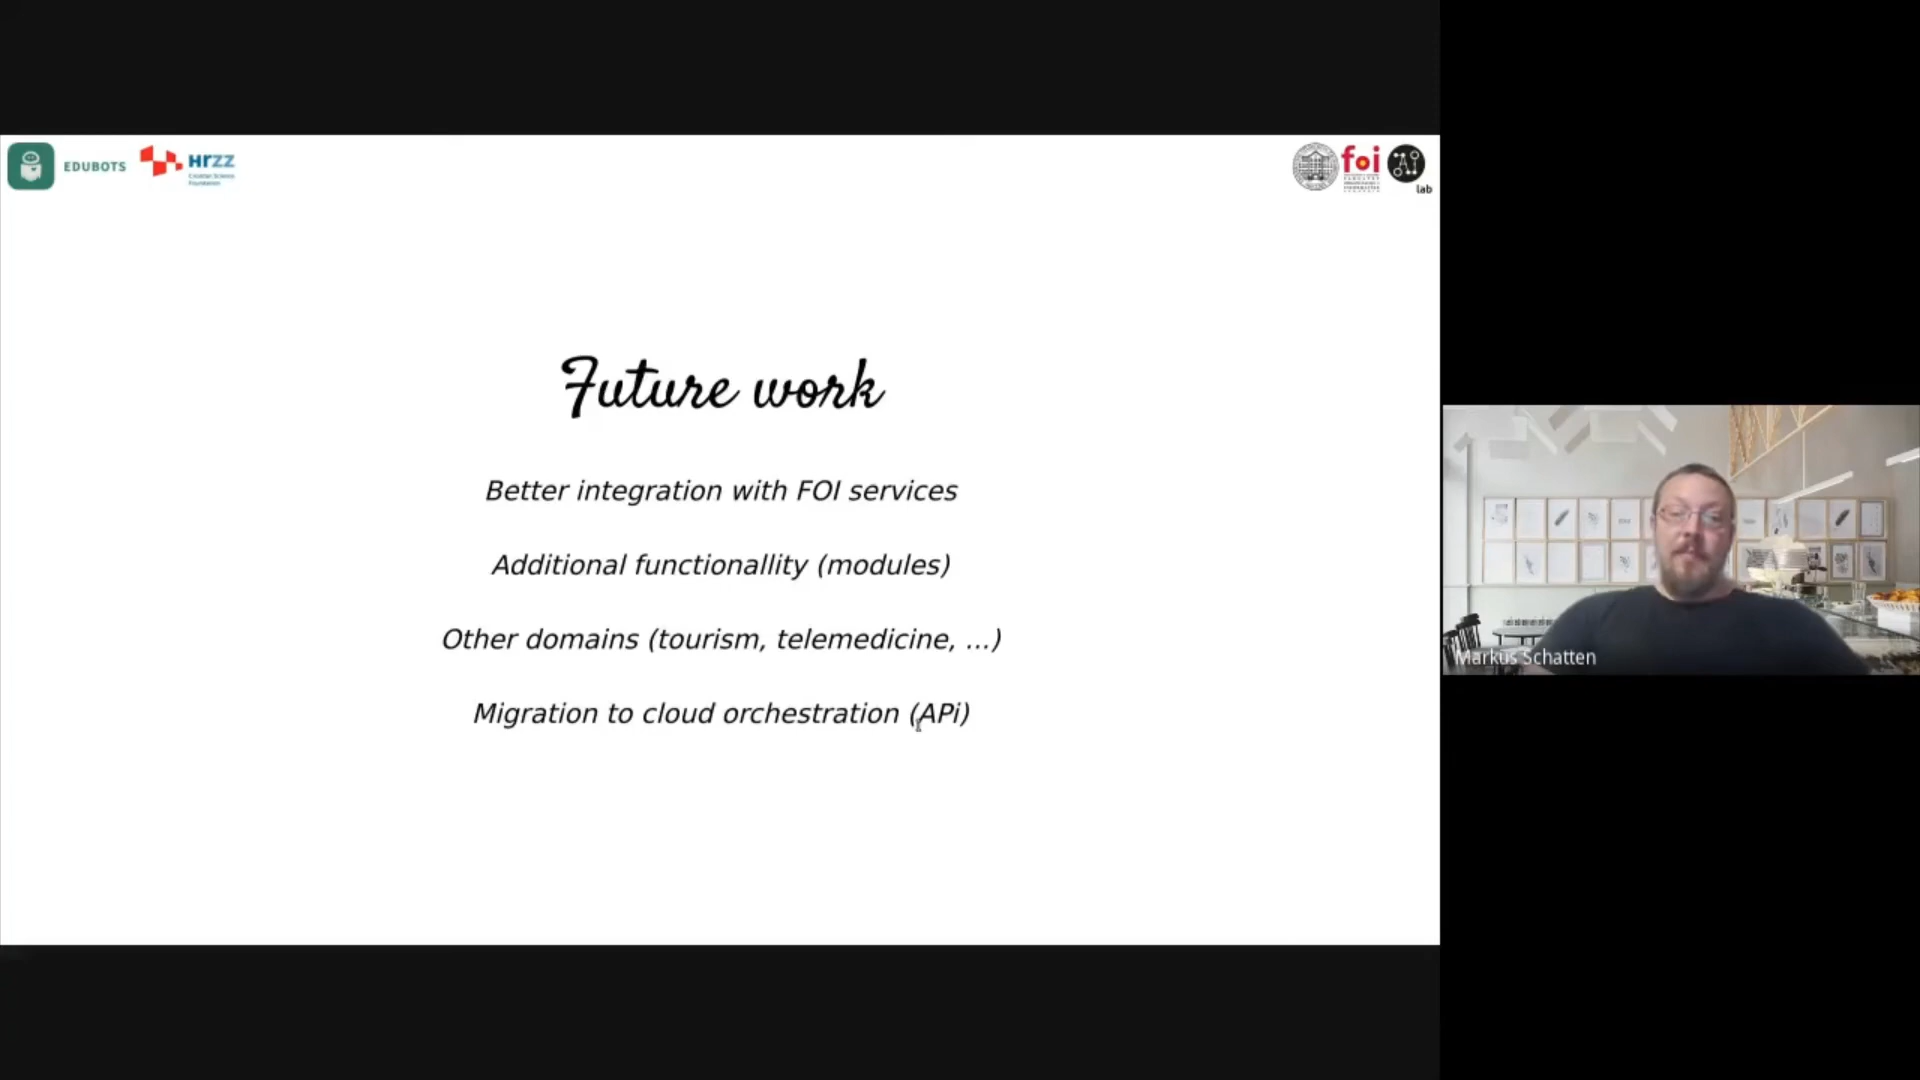 EDUBOTS
Hrzz
Croatian Science
Foundation
foi
AI
lab
Future work
Better integration with FOI services
Additional functionallity (modules)
Other domains (tourism, telemedicine, ...)
Migration to cloud orchestration (APi)
Markus Schatten